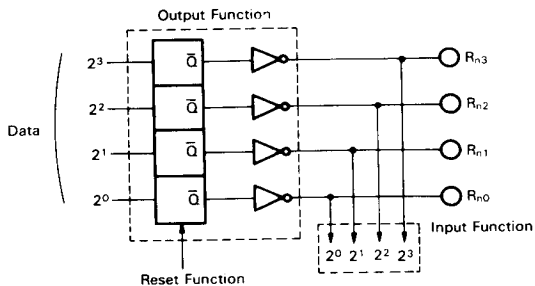 Output Function
2³ Q̅ Rn3
2² Q̅ Rn2
Data
2¹ Q̅ Rn1
2⁰ Q̅ Rn0
Input Function
2⁰ 2¹ 2² 2³
Reset Function